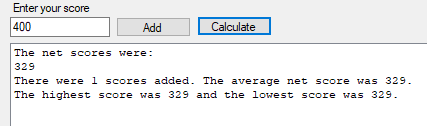 Enter your score
400
Add
Calculate
The net scores were:
329
There were 1 scores added. The average net score was 329.
The highest score was 329 and the lowest score was 329.